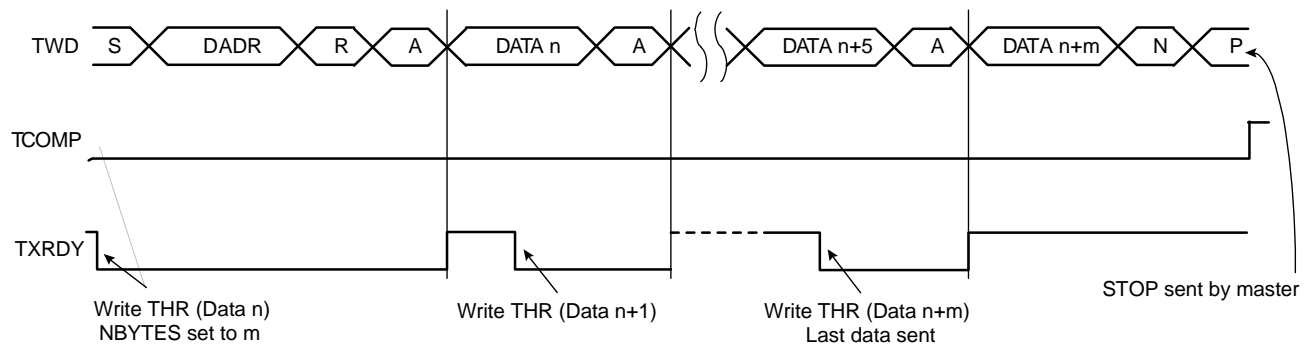 TWD S DADR R A DATA n A DATA n+5 A DATA n+m N P
TCOMP
TXRDY
Write THR (Data n)
NBYTES set to m
Write THR (Data n+1)
Write THR (Data n+m)
Last data sent
STOP sent by master